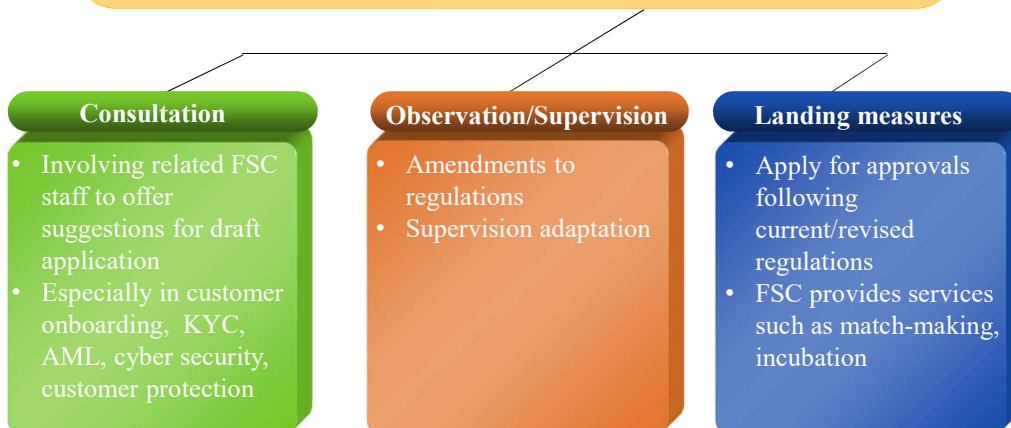 Consultation
• Involving related FSC
staff to offer
suggestions for draft
application
• Especially in customer
onboarding, KYC,
AML, cyber security,
customer protection
Observation/Supervision
• Amendments to
regulations
• Supervision adaptation
Landing measures
• Apply for approvals
following
current/revised
regulations
• FSC provides services
such as match-making,
incubation